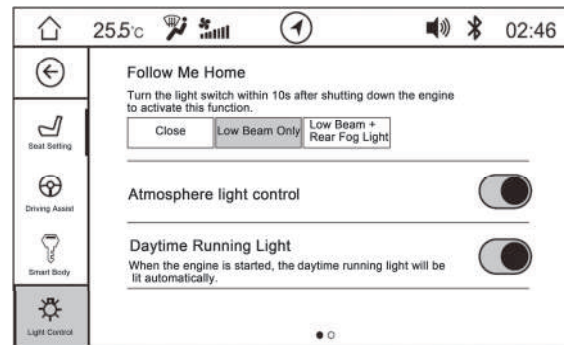 25.5°c
02:46
Follow Me Home
Turn the light switch within 10s after shutting down the engine
to activate this function.
Close
Low Beam Only
Low Beam +
Rear Fog Light
Seat Setting
Atmosphere light control
Driving Assist
Daytime Running Light
When the engine is started, the daytime running light will be
lit automatically.
Smart Body
Light Control